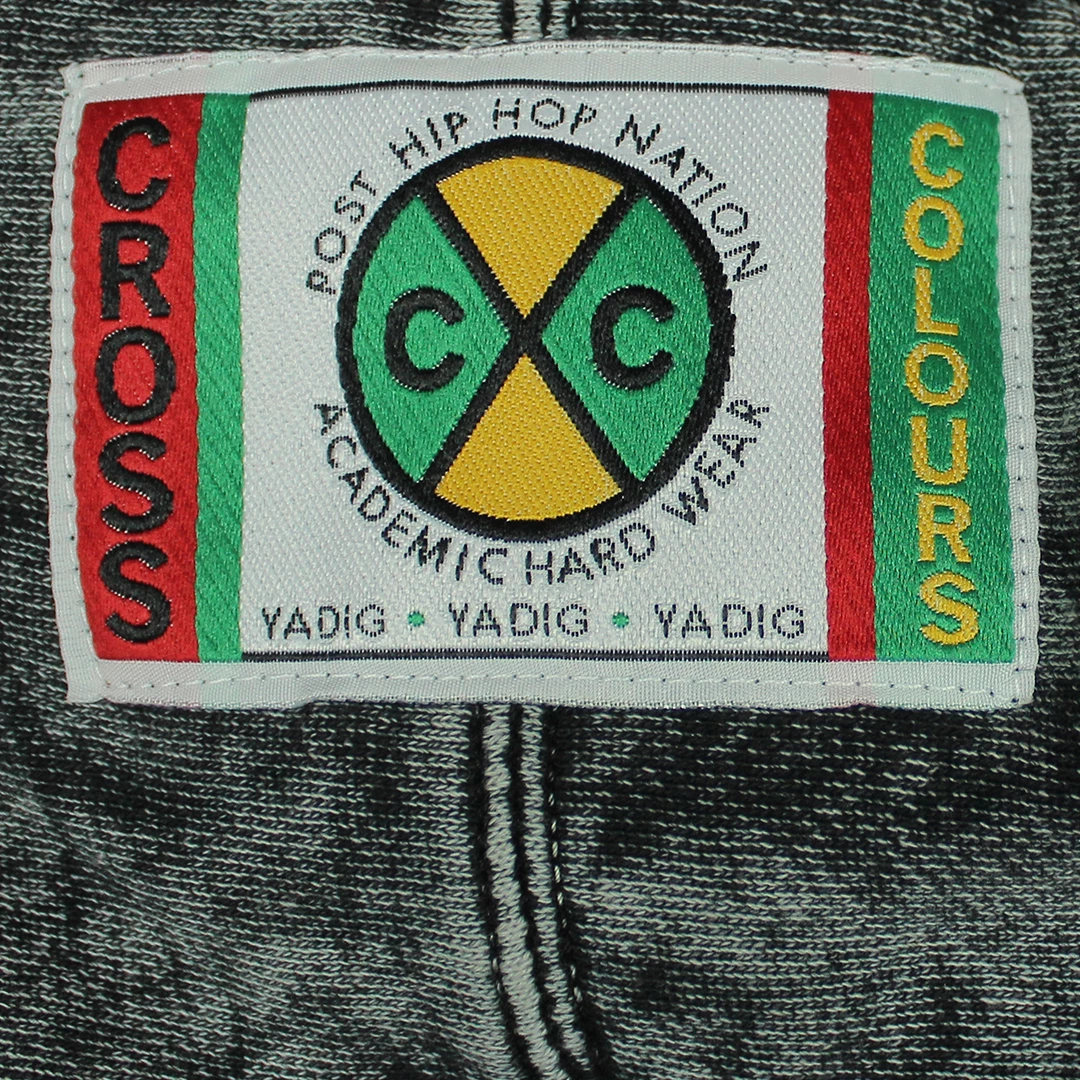 CROSS
POST HIP HOP NATION
C C
ACADEMIC HARD WEAR
YADIG • YADIG • YADIG
COLOURS